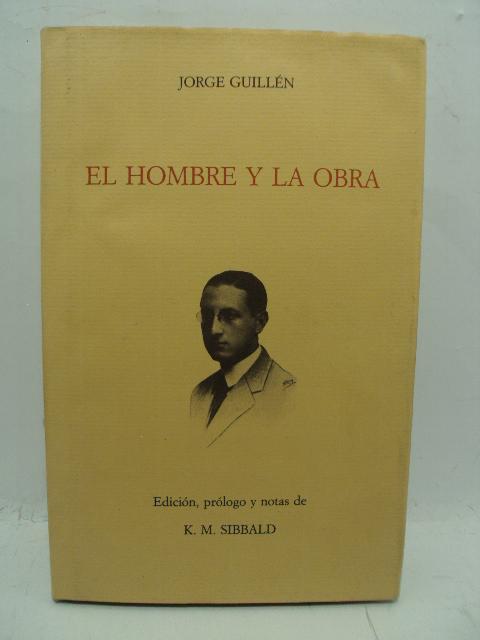 JORGE GUILLÉN
EL HOMBRE Y LA OBRA
Edición, prólogo y notas de
K. M. SIBBALD